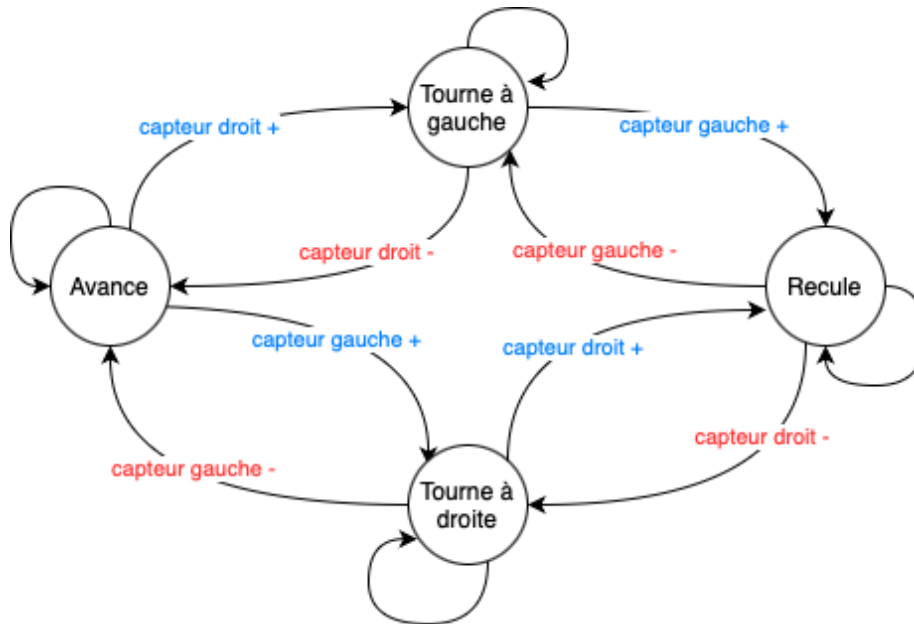 Tourne à
gauche
capteur droit +
capteur gauche +
capteur droit -
capteur gauche -
Avance
Recule
capteur gauche +
capteur droit +
capteur gauche -
capteur droit -
Tourne à
droite